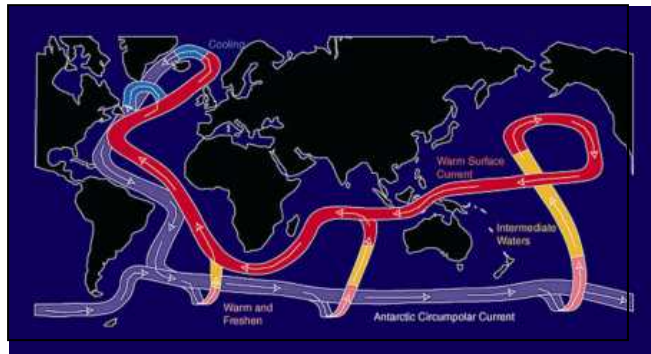 Cooling
Warm Surface
Current
Intermediate
Waters
Warm and
Freshen
Antarctic Circumpolar Current